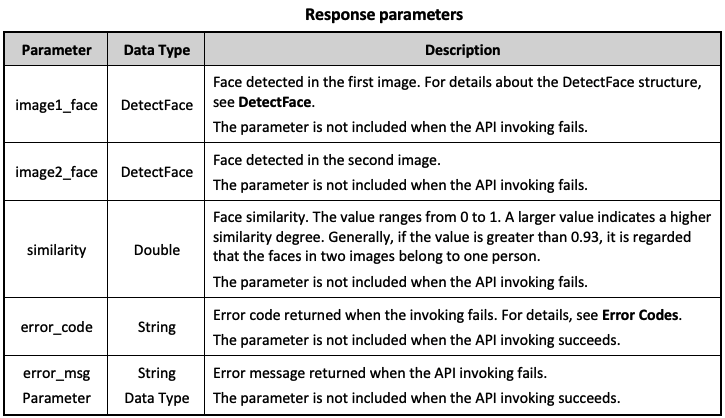 Response parameters
Parameter Data Type Description
Face detected in the first image. For details about the DetectFace structure,
image1_face DetectFace see DetectFace.
The parameter is not included when the API invoking fails.
Face detected in the second image.
image2_face DetectFace
The parameter is not included when the API invoking fails.
Face similarity. The value ranges from 0 to 1. A larger value indicates a higher
similarity degree. Generally, if the value is greater than 0.93, it is regarded
similarity Double that the faces in two images belong to one person.
The parameter is not included when the API invoking fails.
Error code returned when the invoking fails. For details, see Error Codes.
error_code String
The parameter is not included when the API invoking succeeds.
error_msg String Error message returned when the API invoking fails.
Parameter Data Type The parameter is not included when the API invoking succeeds.